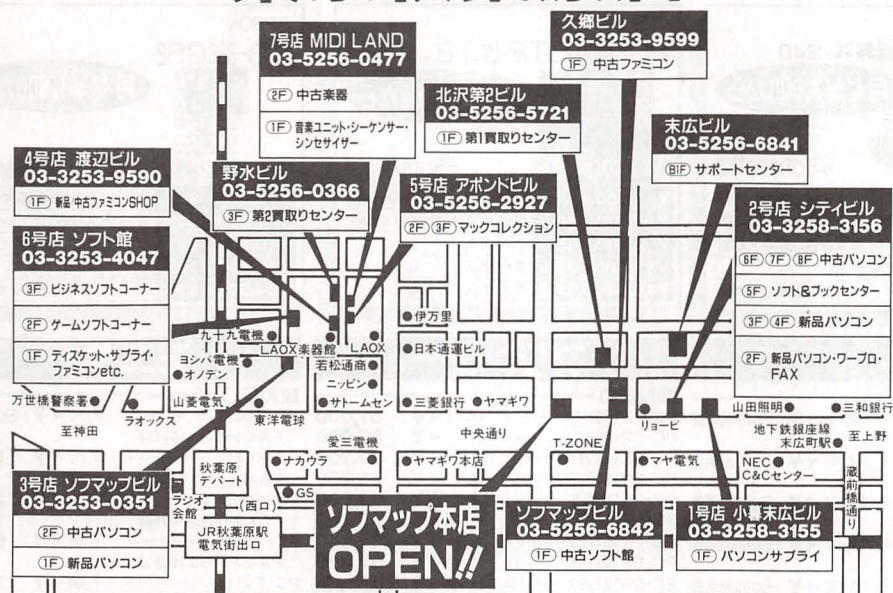 久郷ビル
03-3253-9599
1F 中古ファミコン
7号店 MIDI LAND
03-5256-0477
2F 中古楽器
1F 音楽ユニット・シーケンサー・
シンセサイザー
北沢第2ビル
03-5256-5721
1F 第1買取りセンター
末広ビル
03-5256-6841
B1F サポートセンター
4号店 渡辺ビル
03-3253-9590
1F 新品/中古ファミコンSHOP
野水ビル
03-5256-0366
3F 第2買取りセンター
5号店 アボンドビル
03-5256-2927
2F 3F マックコレクション
2号店 シティビル
03-3258-3156
6F 7F 8F 中古パソコン
5F ソフト&ブックセンター
3F 4F 新品パソコン
2F 新品パソコン・ワープロ・
FAX
6号店 ソフト館
03-3253-4047
3F ビジネスソフトコーナー
2F ゲームソフトコーナー
1F ディスケット・サプライ・
ファミコンetc.
伊万里
九十九電機
LAOX楽器館
LAOX
日本通運ビル
ヨシバ電機
若松通商
オノデン
ニッピン
万世橋警察署
ラオックス
山菱電気
サトームセン
三菱銀行
ヤマギワ
リョービ
山田照明
三和銀行
至神田
東洋電球
中央通り
地下鉄銀座線
末広町駅
至上野
愛三電機
T-ZONE
秋葉原
デパート
ナカウラ
ヤマギワ本店
マヤ電気
NEC
C&Cセンター
蔵前橋通り
3号店 ソフマップビル
03-3253-0351
2F 中古パソコン
1F 新品パソコン
ラジオ
会館
(西口)
GS
JR秋葉原駅
電気街出口
ソフマップ本店
OPEN!!
ソフマップビル
03-5256-6842
1F 中古ソフト館
1号店 小暮末広ビル
03-3258-3155
1F パソコンサプライ